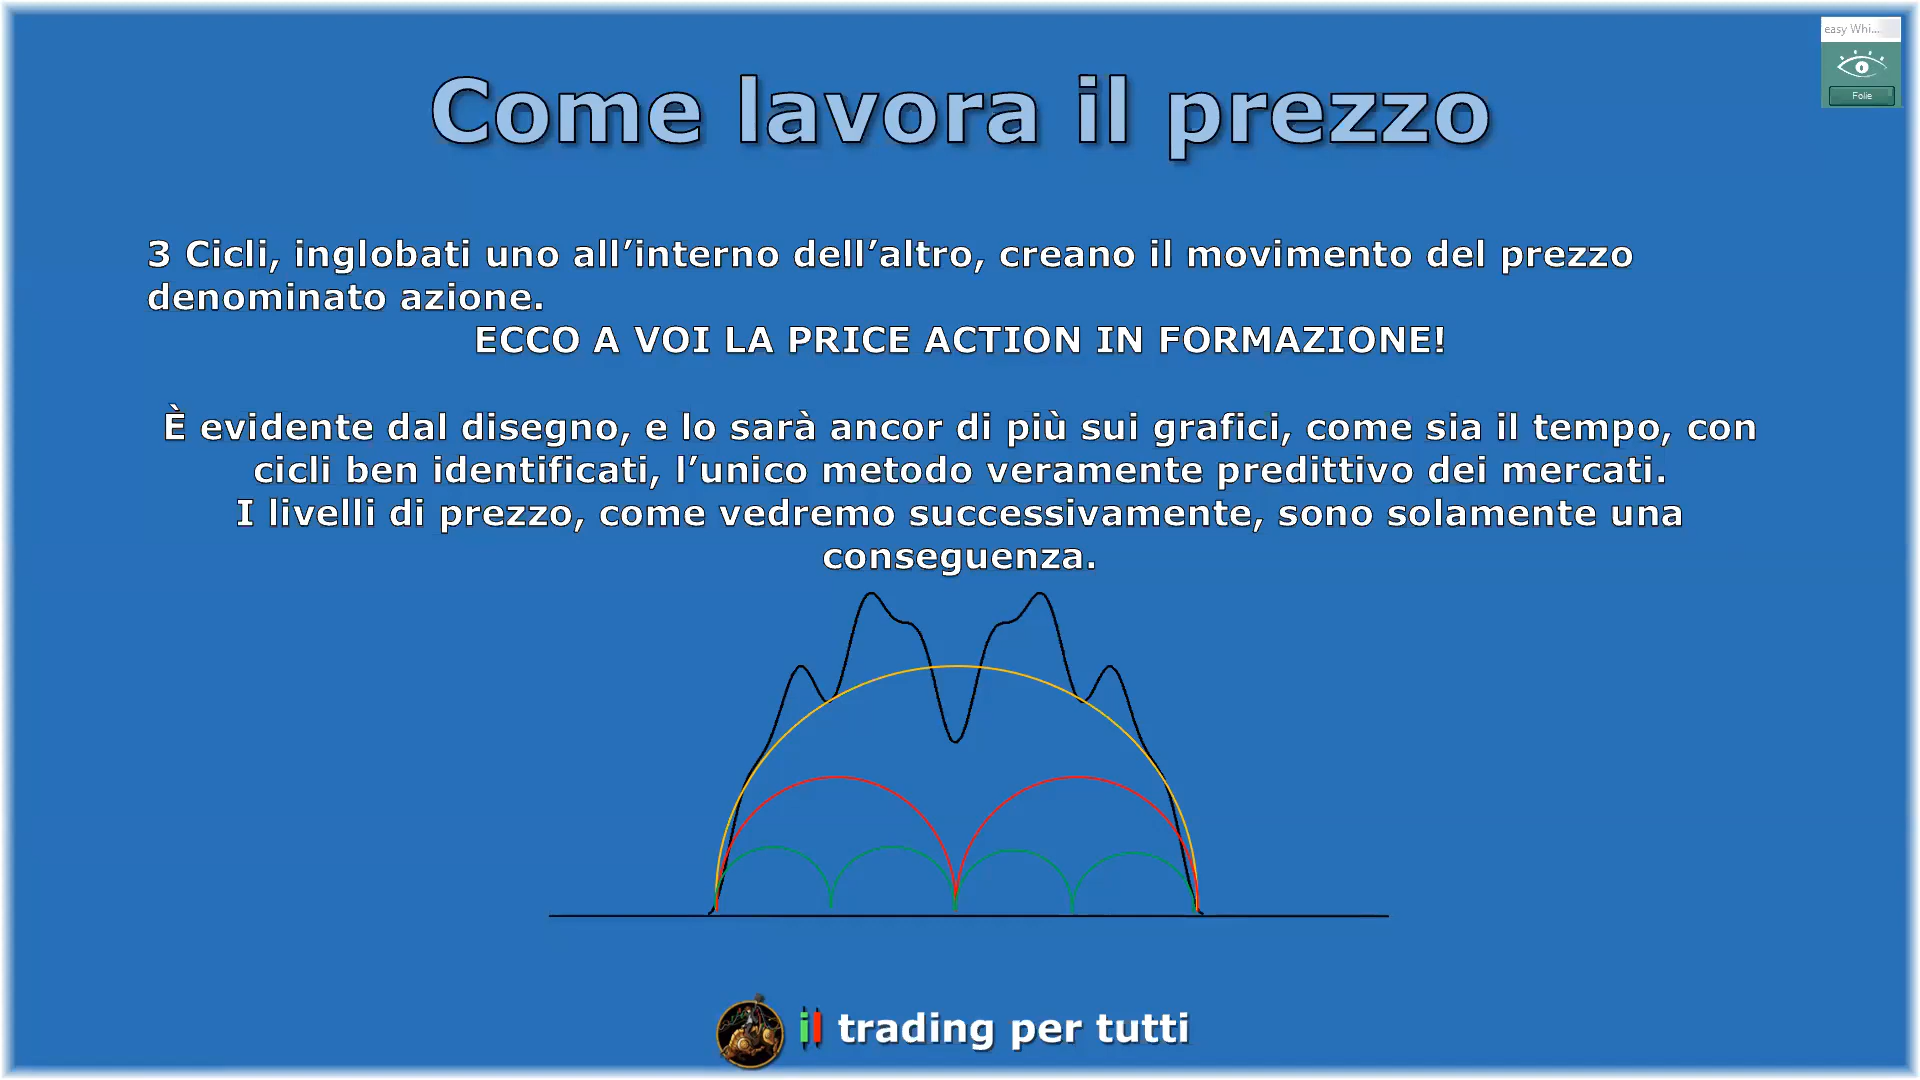 easy Whi...
Folie
Come lavora il prezzo
3 Cicli, inglobati uno all’interno dell’altro, creano il movimento del prezzo
denominato azione.
ECCO A VOI LA PRICE ACTION IN FORMAZIONE!
È evidente dal disegno, e lo sarà ancor di più sui grafici, come sia il tempo, con
cicli ben identificati, l’unico metodo veramente predittivo dei mercati.
I livelli di prezzo, come vedremo successivamente, sono solamente una
conseguenza.
il trading per tutti